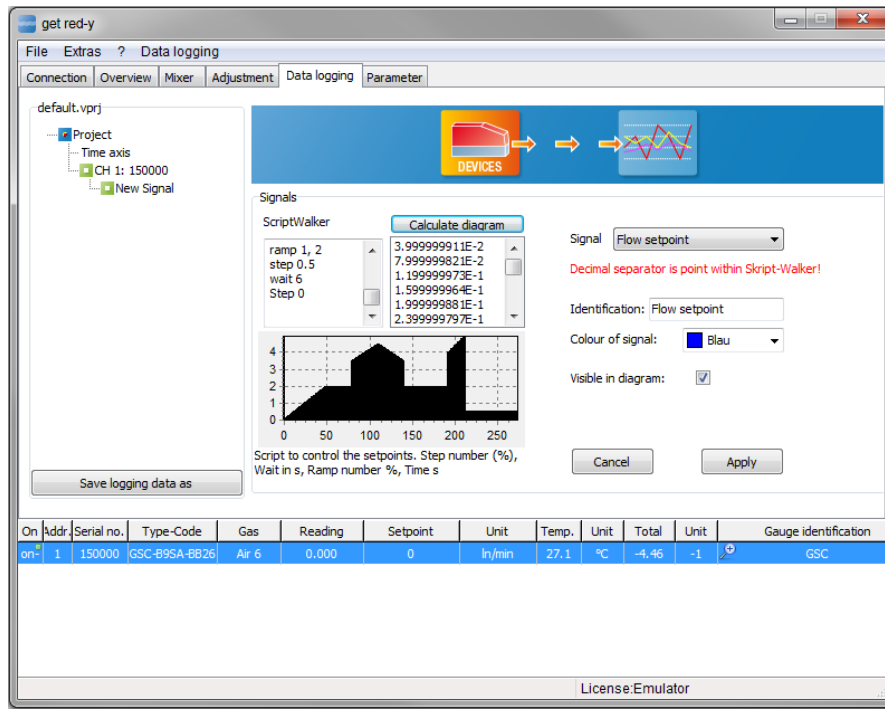 get red-y
File Extras ? Data logging
Connection Overview Mixer Adjustment Data logging Parameter
default.vprj
Project
Time axis
CH 1: 150000
New Signal
Save logging data as
DEVICES
Signals
ScriptWalker
Calculate diagram
ramp 1, 2
step 0.5
wait 6
Step 0
3.999999911E-2
7.999999821E-2
1.199999973E-1
1.599999964E-1
1.999999881E-1
2.399999797E-1
4
3
2
1
0
0 50 100 150 200 250
Script to control the setpoints. Step number (%),
Wait in s, Ramp number %, Time s
Signal Flow setpoint
Decimal separator is point within Skript-Walker!
Identification: Flow setpoint
Colour of signal: Blau
Visible in diagram:
Cancel Apply
On Addr. Serial no. Type-Code Gas Reading Setpoint Unit Temp. Unit Total Unit Gauge identification
on- 1 150000 GSC-B9SA-BB26 Air 6 0.000 0 ln/min 27.1 °C -4.46 -1 GSC
License:Emulator